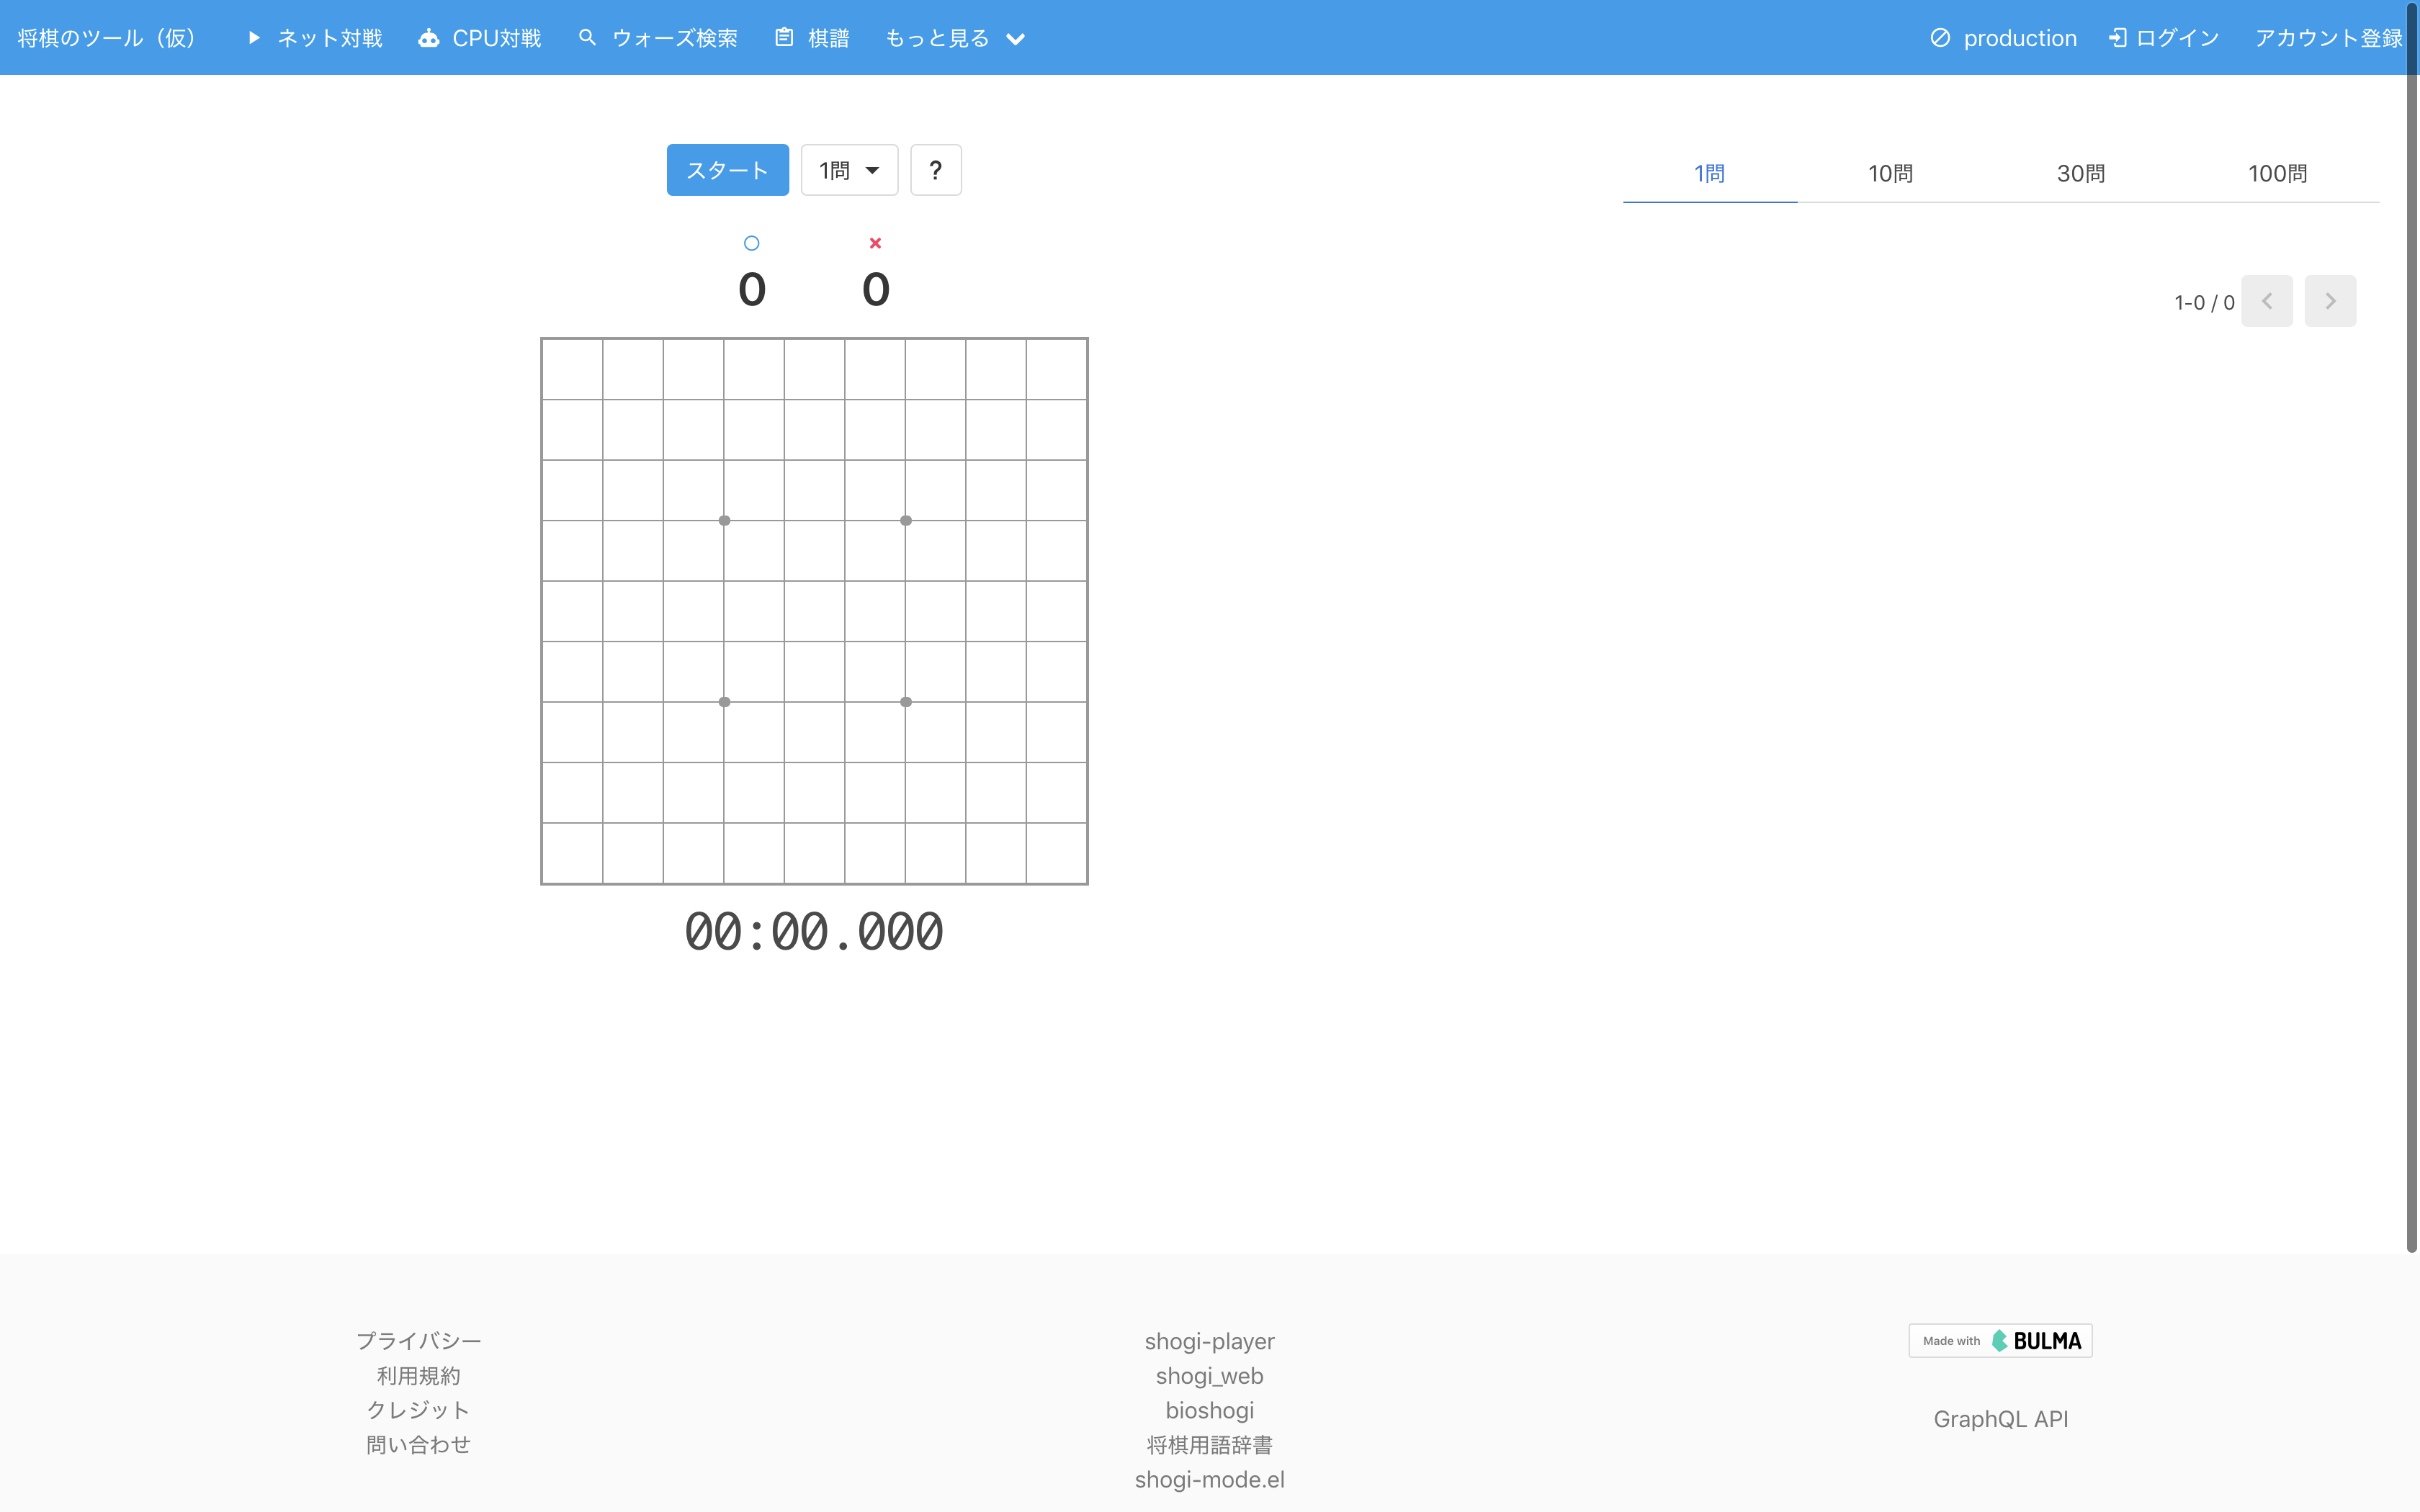 将棋のツール（仮） ネット対戦 CPU対戦 ウォーズ検索 棋譜 もっと見る production ログイン アカウント登録
スタート 1問 ?
1問 10問 30問 100問
0 0
1-0 / 0
00:00.000
プライバシー
利用規約
クレジット
問い合わせ
shogi-player
shogi_web
bioshogi
将棋用語辞書
shogi-mode.el
Made with BULMA
GraphQL API